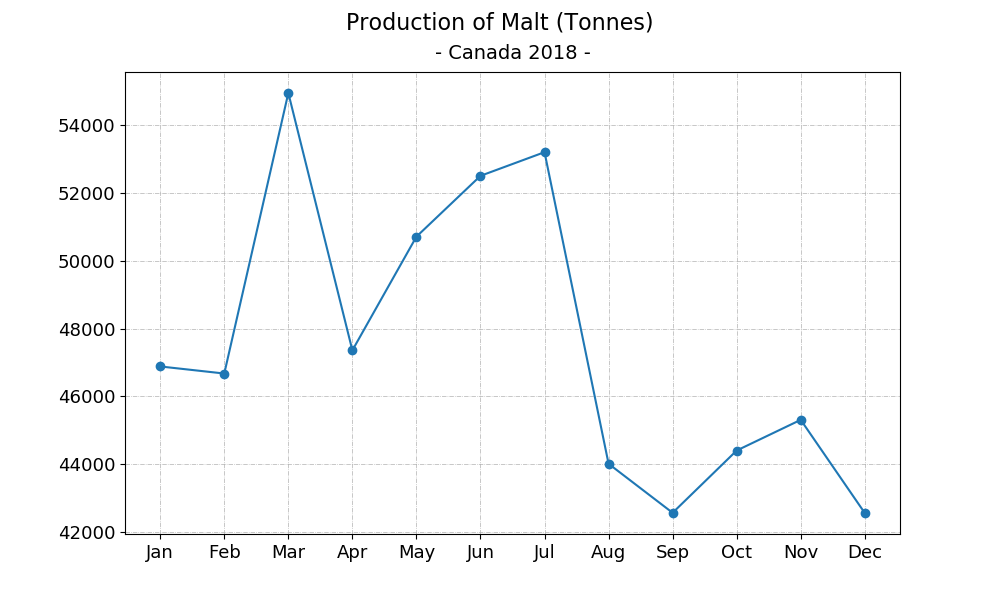 Production of Malt (Tonnes)
- Canada 2018 -
54000
52000
50000
48000
46000
44000
42000
Jan Feb Mar Apr May Jun Jul Aug Sep Oct Nov Dec